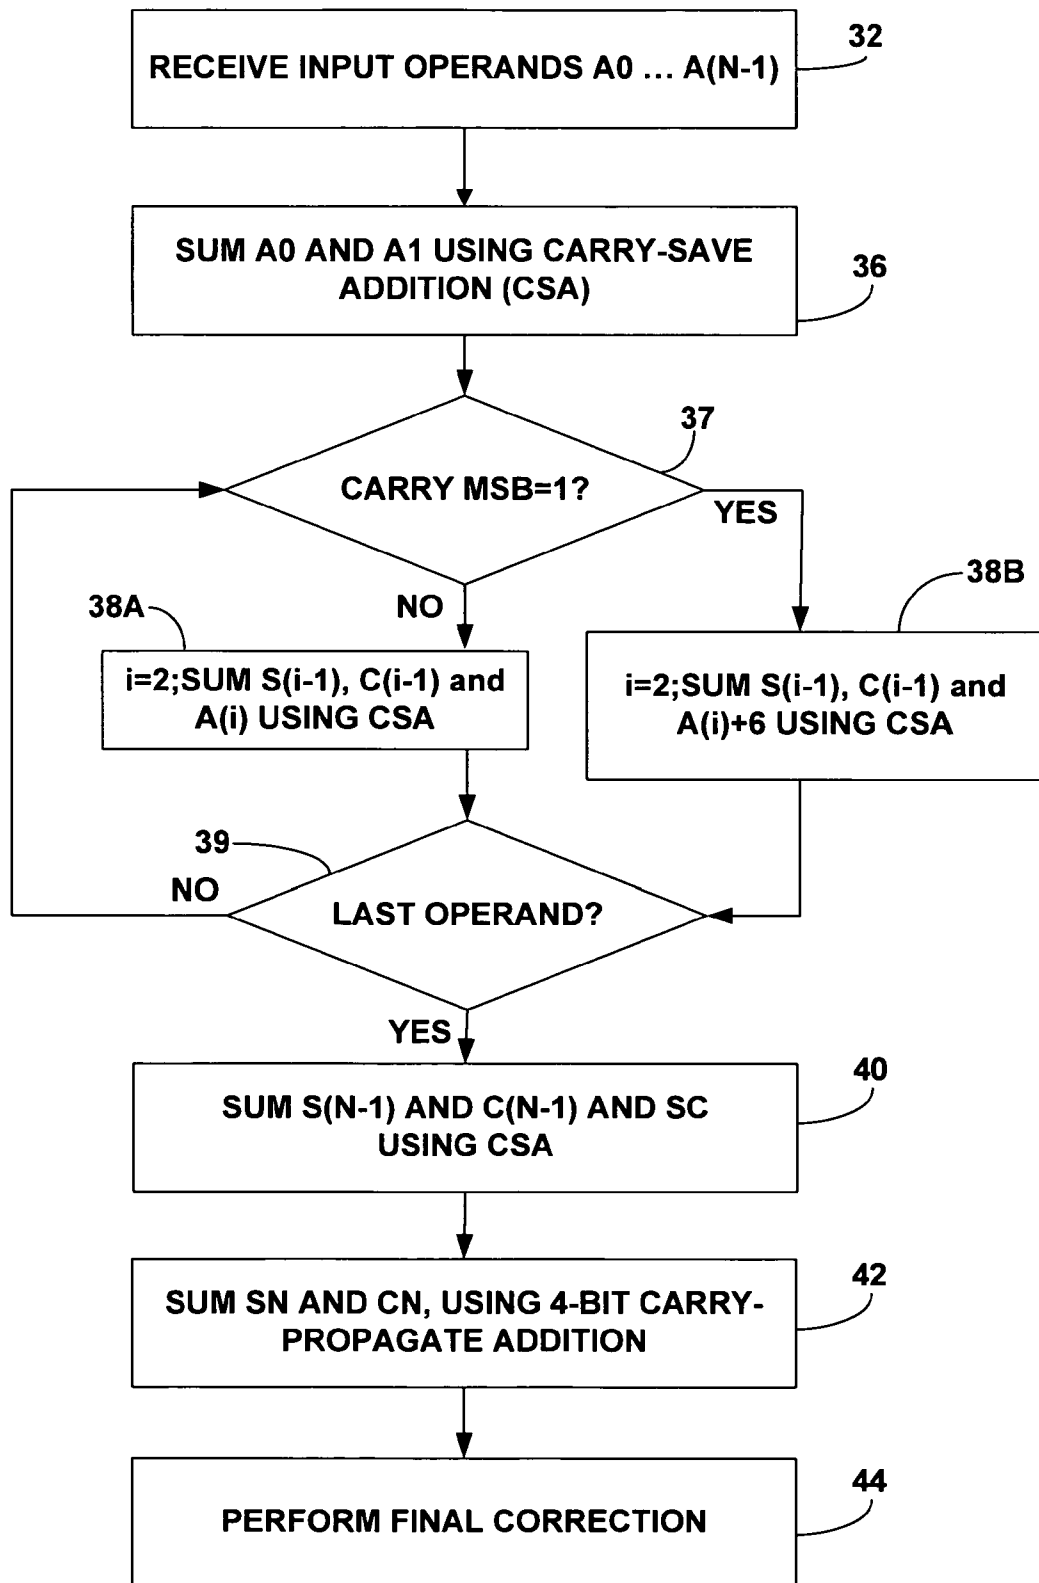 32
RECEIVE INPUT OPERANDS A0 ... A(N-1)
SUM A0 AND A1 USING CARRY-SAVE
ADDITION (CSA)
36
37
CARRY MSB=1?
YES
NO
38A
38B
i=2;SUM S(i-1), C(i-1) and
A(i) USING CSA
i=2;SUM S(i-1), C(i-1) and
A(i)+6 USING CSA
39
NO
LAST OPERAND?
YES
40
SUM S(N-1) AND C(N-1) AND SC
USING CSA
42
SUM SN AND CN, USING 4-BIT CARRY-
PROPAGATE ADDITION
44
PERFORM FINAL CORRECTION